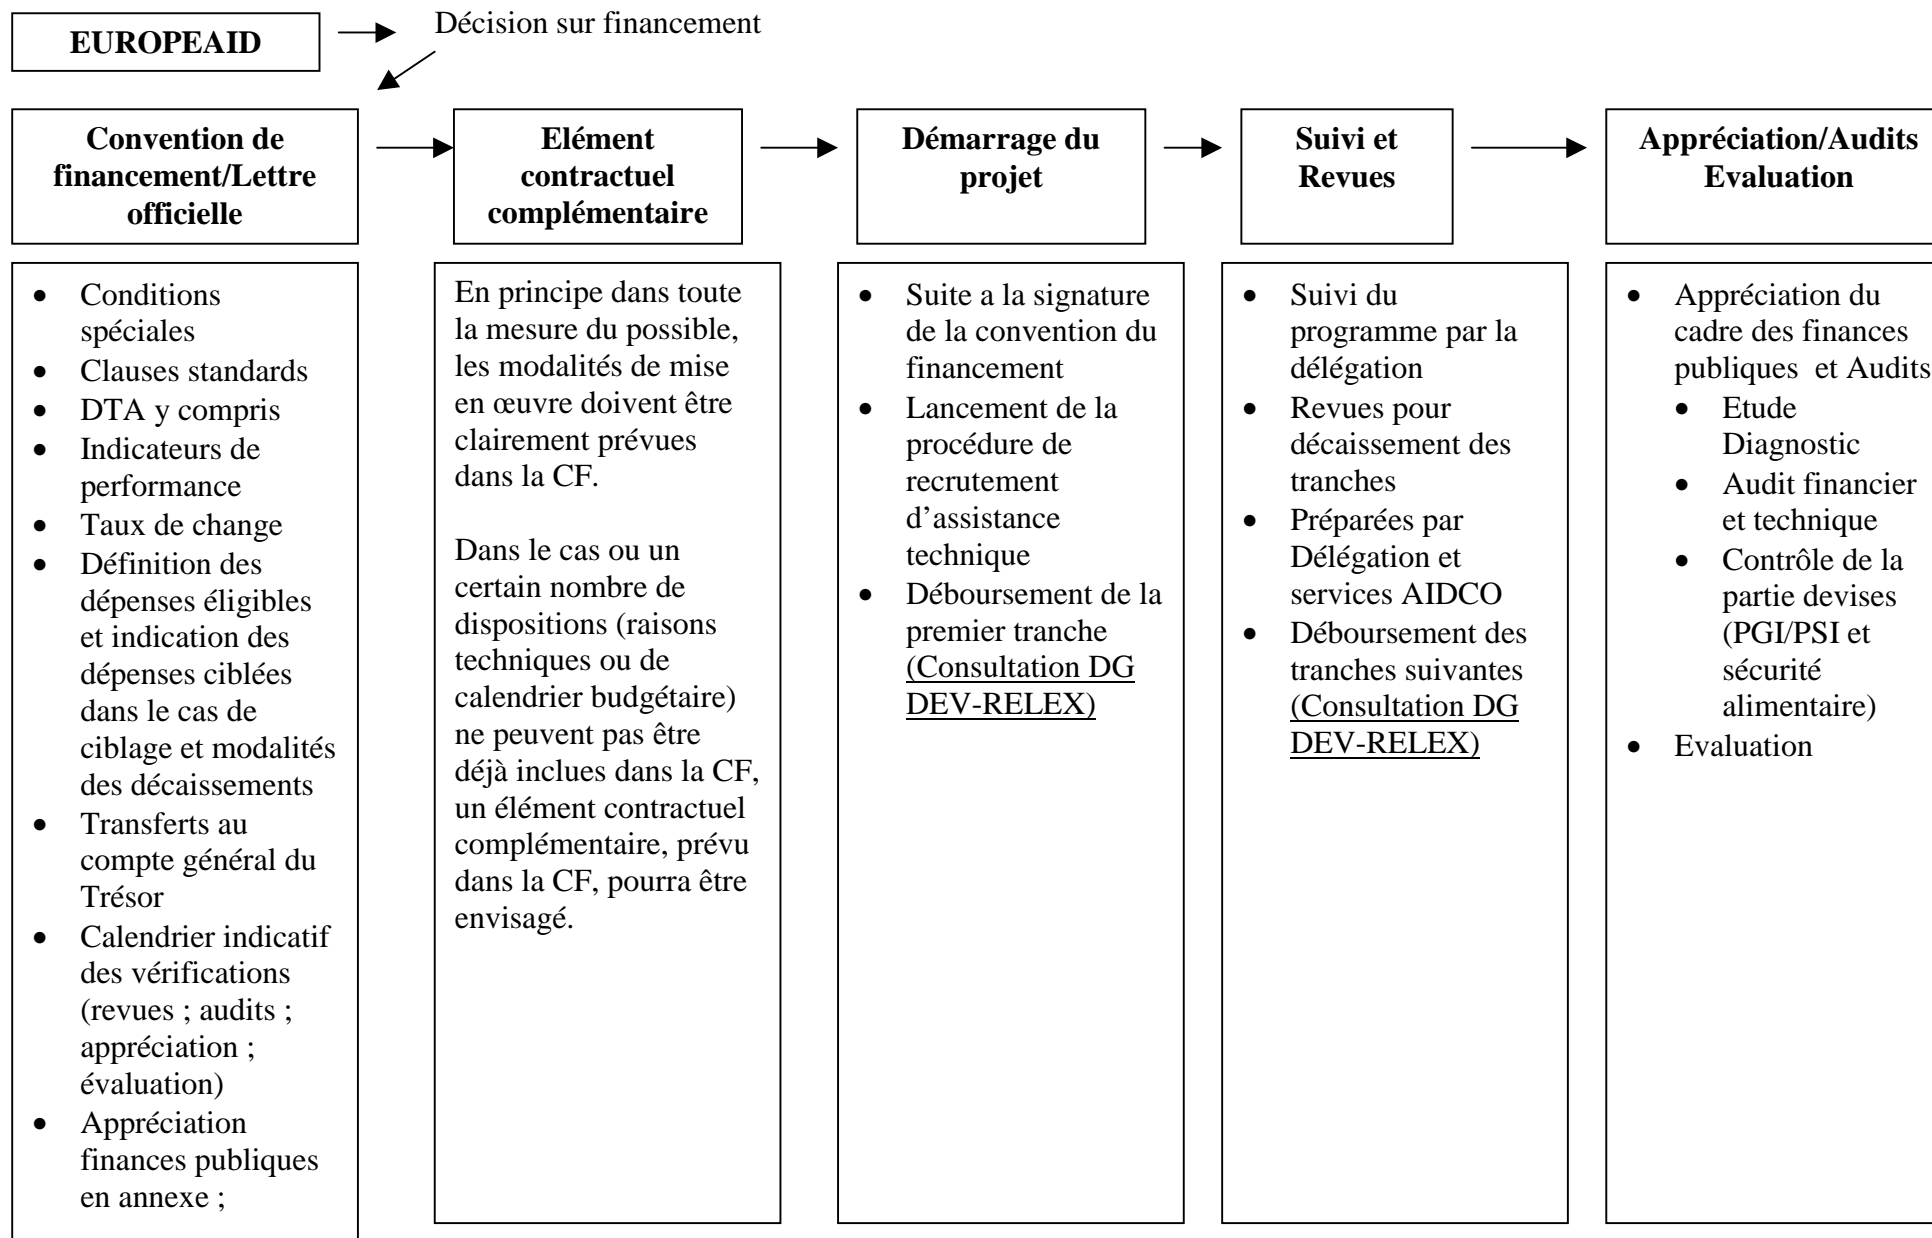 EUROPEAID
Décision sur financement
Convention de
financement/Lettre
officielle
Elément
contractuel
complémentaire
Démarrage du
projet
Suivi et
Revues
Appréciation/Audits
Evaluation
• Conditions
spéciales
• Clauses standards
• DTA y compris
• Indicateurs de
performance
• Taux de change
• Définition des
dépenses éligibles
et indication des
dépenses ciblées
dans le cas de
ciblage et modalités
des décaissements
• Transferts au
compte général du
Trésor
• Calendrier indicatif
des vérifications
(revues ; audits ;
appréciation ;
évaluation)
• Appréciation
finances publiques
en annexe ;
En principe dans toute
la mesure du possible,
les modalités de mise
en œuvre doivent être
clairement prévues
dans la CF.
Dans le cas ou un
certain nombre de
dispositions (raisons
techniques ou de
calendrier budgétaire)
ne peuvent pas être
déjà inclues dans la CF,
un élément contractuel
complémentaire, prévu
dans la CF, pourra être
envisagé.
• Suite a la signature
de la convention du
financement
• Lancement de la
procédure de
recrutement
d’assistance
technique
• Déboursement de la
premier tranche
(Consultation DG
DEV-RELEX)
• Suivi du
programme par la
délégation
• Revues pour
décaissement des
tranches
• Préparées par
Délégation et
services AIDCO
• Déboursement des
tranches suivantes
(Consultation DG
DEV-RELEX)
• Appréciation du
cadre des finances
publiques et Audits
• Etude
Diagnostic
• Audit financier
et technique
• Contrôle de la
partie devises
(PGI/PSI et
sécurité
alimentaire)
• Evaluation